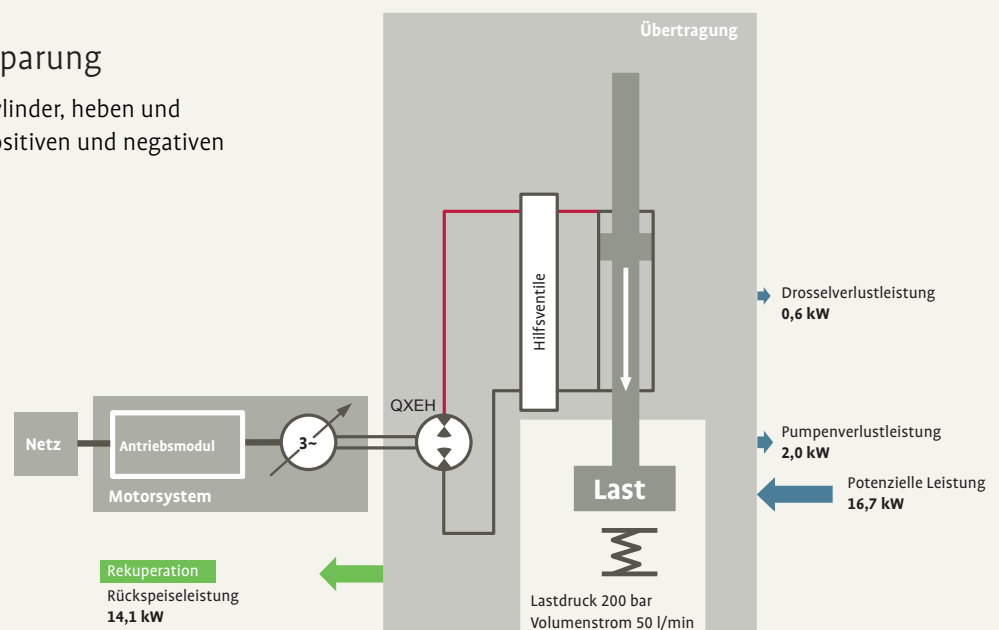 Übertragung
parung
ylinder, heben und
ositiven und negativen
Hilfsventile
Drosselverlustleistung
0,6 kW
QXEH
Netz
Antriebsmodul
3~
Motorsystem
Pumpenverlustleistung
2,0 kW
Last
Potenzielle Leistung
16,7 kW
Rekuperation
Rückspeiseleistung
14,1 kW
Lastdruck 200 bar
Volumenstrom 50 l/min